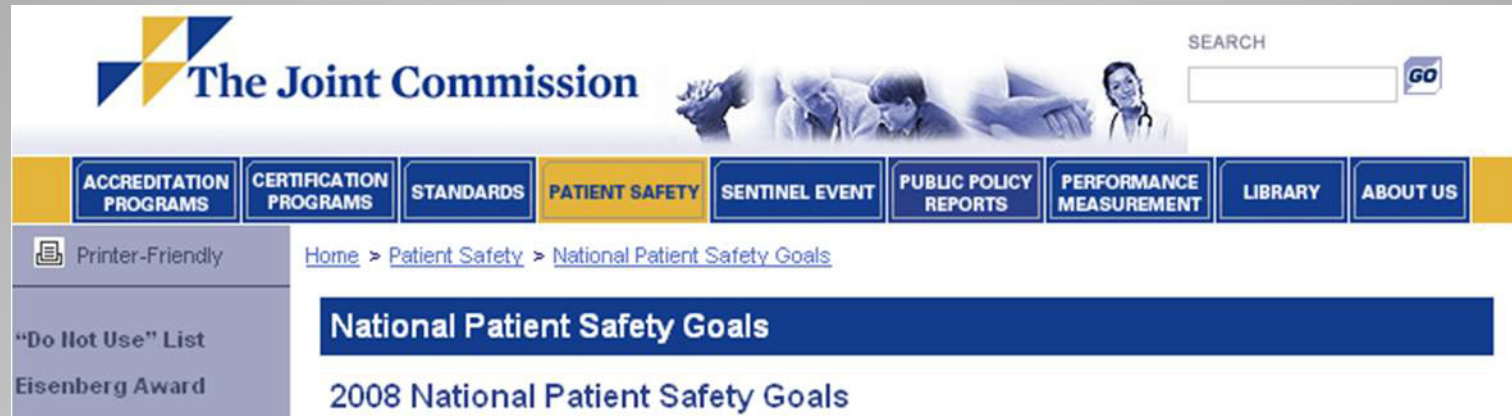 The Joint Commission
SEARCH
GO
ACCREDITATION PROGRAMS
CERTIFICATION PROGRAMS
STANDARDS
PATIENT SAFETY
SENTINEL EVENT
PUBLIC POLICY REPORTS
PERFORMANCE MEASUREMENT
LIBRARY
ABOUT US
Printer-Friendly
Home > Patient Safety > National Patient Safety Goals
"Do Not Use" List
Eisenberg Award
National Patient Safety Goals
2008 National Patient Safety Goals